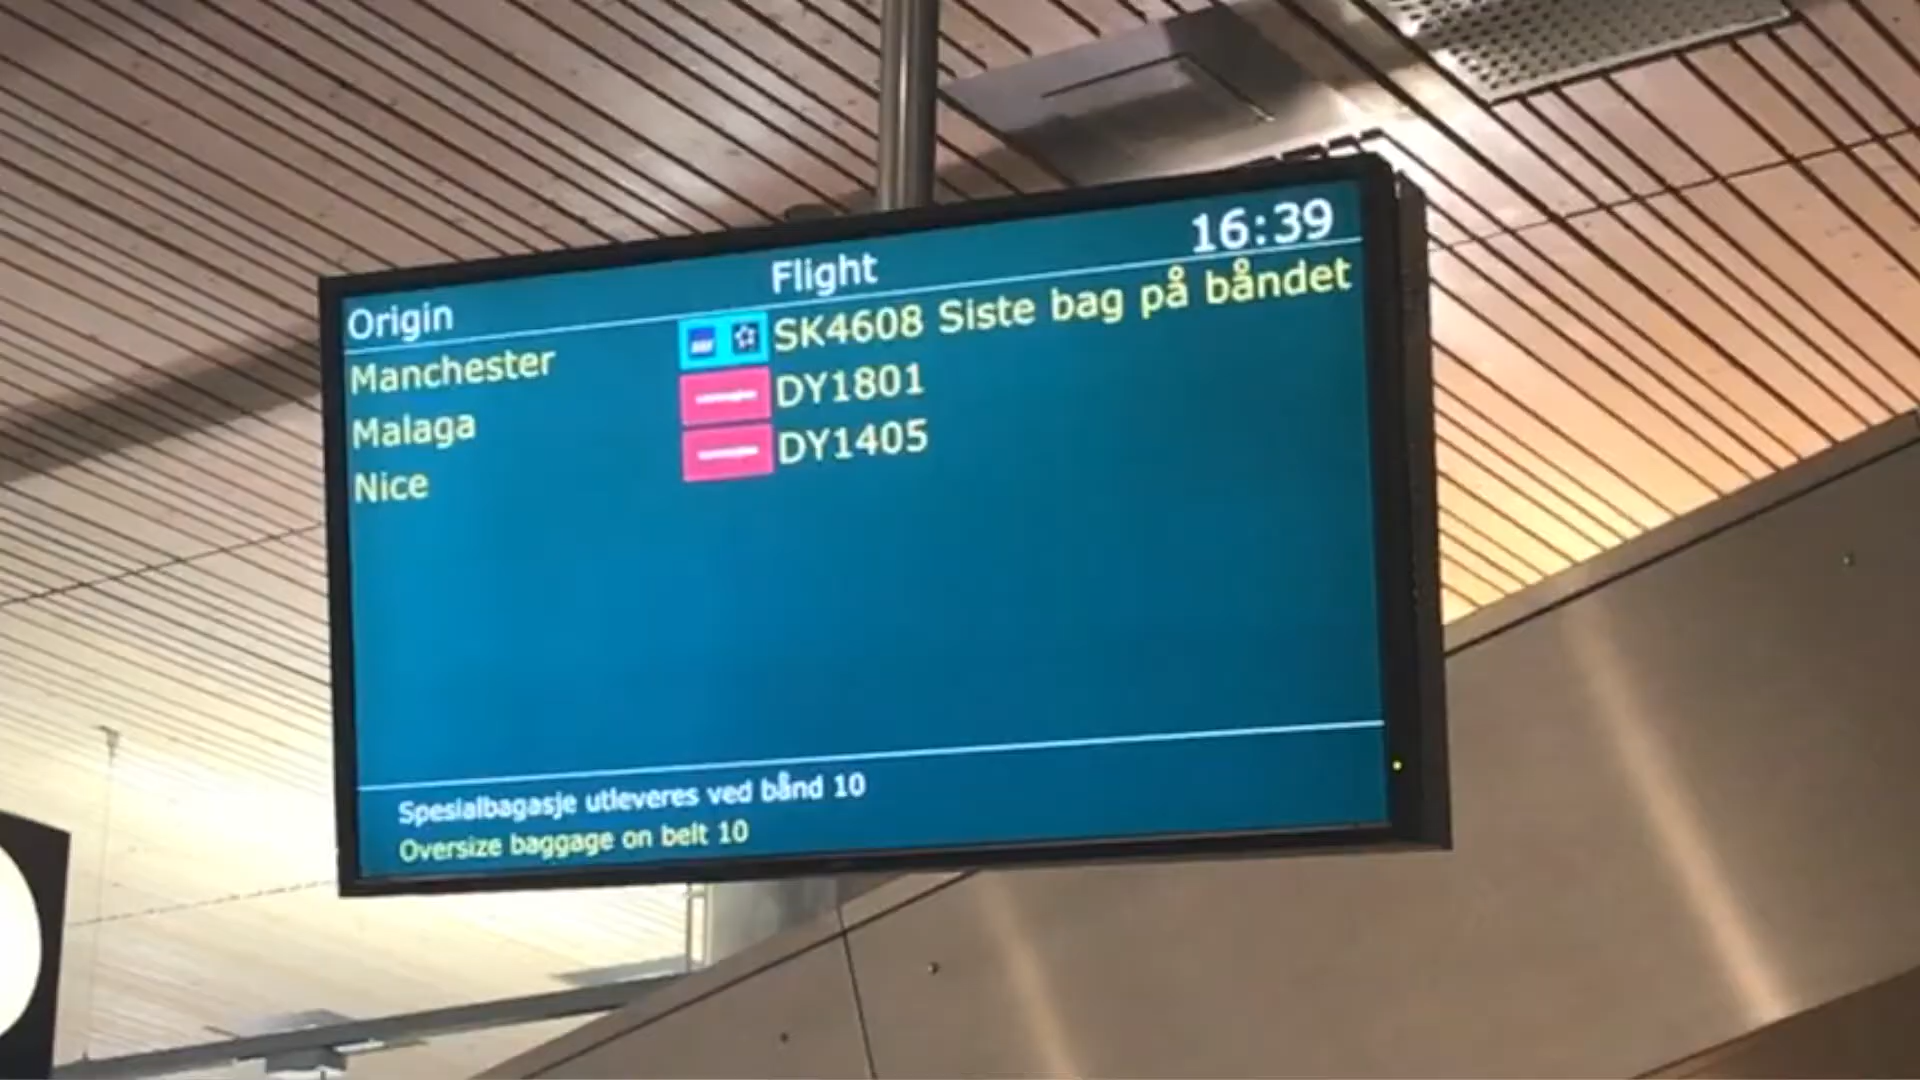 16:39
Origin Flight
Manchester SK4608 Siste bag på båndet
Malaga DY1801
Nice DY1405
Spesialbagasje utleveres ved bånd 10
Oversize baggage on belt 10